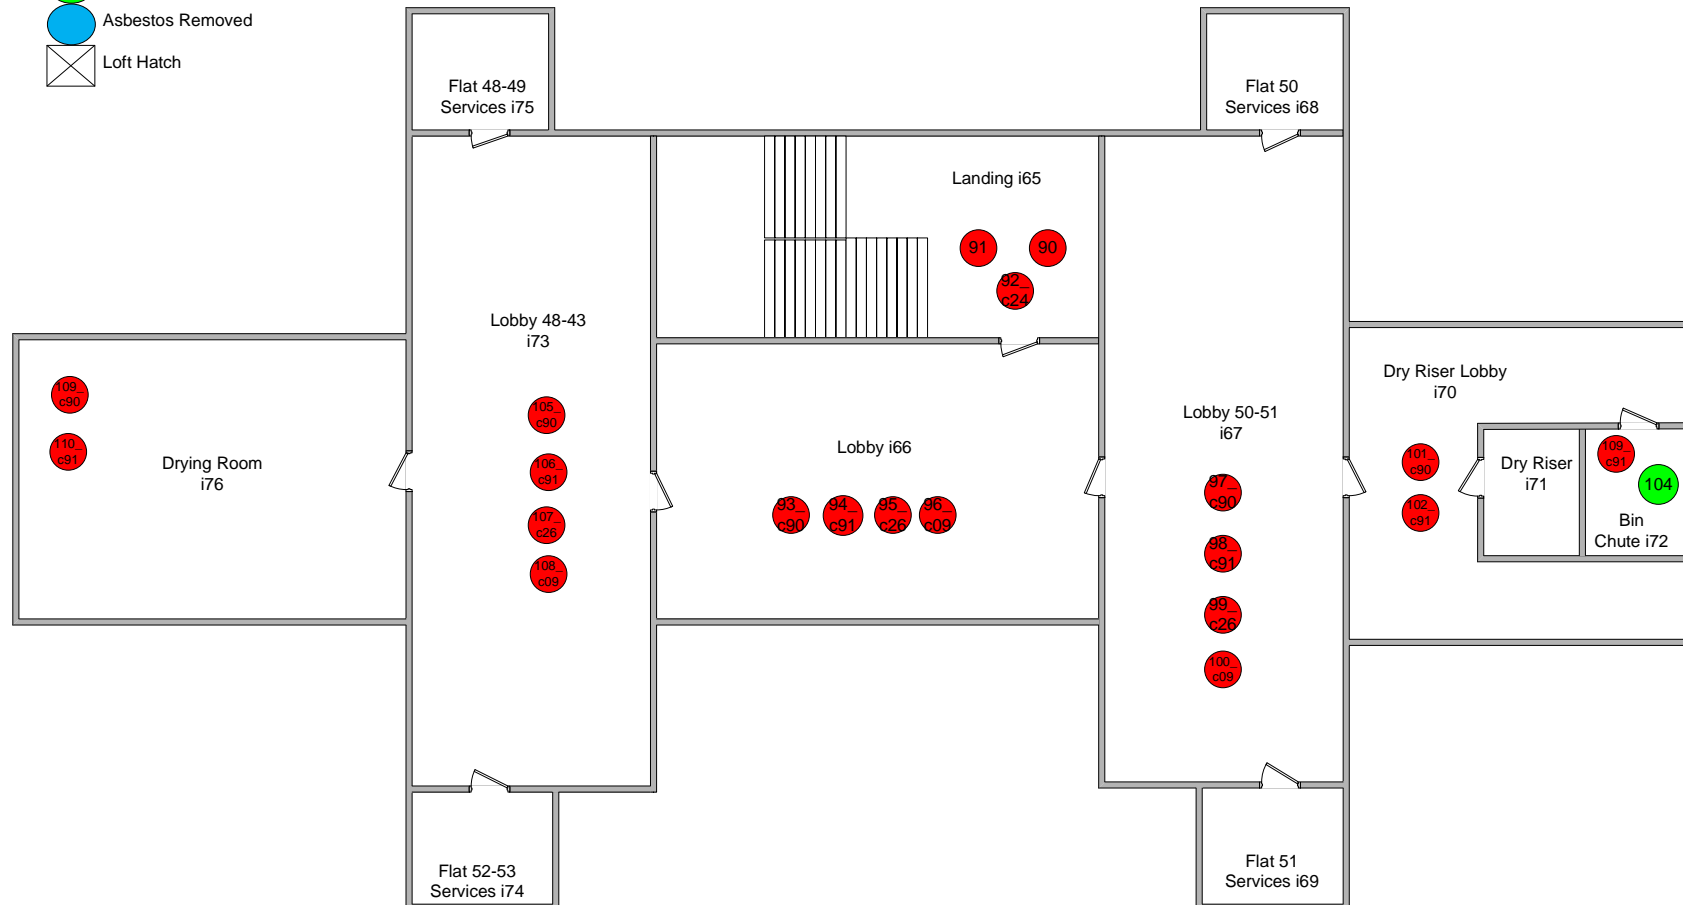 Asbestos Removed
Loft Hatch
Flat 48-49
Services i75
Flat 50
Services i68
Landing i65
91
90
92_
c24
Lobby 48-43
i73
Dry Riser Lobby
i70
109_
c90
105_
c90
Lobby 50-51
i67
110_
c91
Drying Room
i76
106_
c91
Lobby i66
101_
c90
Dry Riser
i71
109_
c91
104
107_
c26
93_
c90
94_
c91
95_
c26
96_
c09
97_
c90
102_
c91
Bin
Chute i72
108_
c09
98_
c91
99_
c26
100_
c09
Flat 52-53
Services i74
Flat 51
Services i69